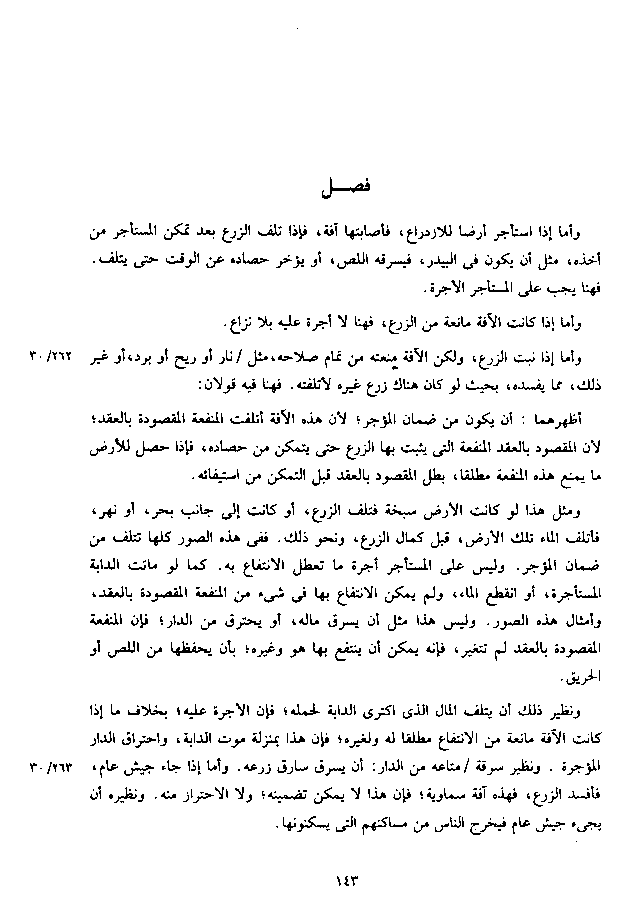 فصـــل
وأما إذا استأجر أرضا للازدراع، فأصابتها آفة، فإذا تلف الزرع بعد تمكن المستأجر من
أخذه، مثل أن يكون فى البيدر، فيسرقه اللص، أو يؤخر حصاده عن الوقت حتى يتلف.
فهنا يجب على المستأجر الأجرة.
وأما إذا كانت الآفة مانعة من الزرع، فهنا لا أجرة عليه بلا نزاع.
وأما إذا نبت الزرع، ولكن الآفة منعته من تمام صلاحه، مثل / نار أو ريح أو برد، أو غير ٣٠/٢٦٢
ذلك، مما يفسده، بحيث لو كان هناك زرع غيره لأتلفته. فهنا فيه قولان:
أظهرهما : أن يكون من ضمان المؤجر؛ لأن هذه الآفة أتلفت المنفعة المقصودة بالعقد؛
لأن المقصود بالعقد المنفعة التى يثبت بها الزرع حتى يتمكن من حصاده، فإذا حصل للأرض
ما يمنع هذه المنفعة مطلقا، بطل المقصود بالعقد قبل التمكن من استيفائه.
ومثل هذا لو كانت الأرض سبخة فتلف الزرع، أو كانت إلى جانب بحر، أو نهر،
فأتلف الماء تلك الأرض، قبل كمال الزرع، ونحو ذلك. ففى هذه الصور كلها تتلف من
ضمان المؤجر. وليس على المستأجر أجرة ما تعطل الانتفاع به. كما لو ماتت الدابة
المستأجرة، أو انقطع الماء، ولم يمكن الانتفاع بها فى شىء من المنفعة المقصودة بالعقد،
وأمثال هذه الصور. وليس هذا مثل أن يسرق ماله، أو يحترق من الدار؛ فإن المنفعة
المقصودة بالعقد لم تتغير، فإنه يمكن أن ينتفع بها هو وغيره؛ بأن يحفظها من اللص أو
الحريق.
ونظير ذلك أن يتلف المال الذى اكترى الدابة لحمله؛ فإن الأجرة عليه؛ بخلاف ما إذا
كانت الآفة مانعة من الانتفاع مطلقا له ولغيره؛ فإن هذا بمنزلة موت الدابة، واحتراق الدار
المؤجرة . ونظير سرقة / متاعه من الدار: أن يسرق سارق زرعه. وأما إذا جاء جيش عام، ٣٠/٢٦٣
فأفسد الزرع، فهذه آفة سماوية؛ فإن هذا لا يمكن تضمينه؛ ولا الاحتراز منه. ونظيره أن
يجىء جيش عام فيخرج الناس من مساكنهم التى يسكنونها.
١٤٣